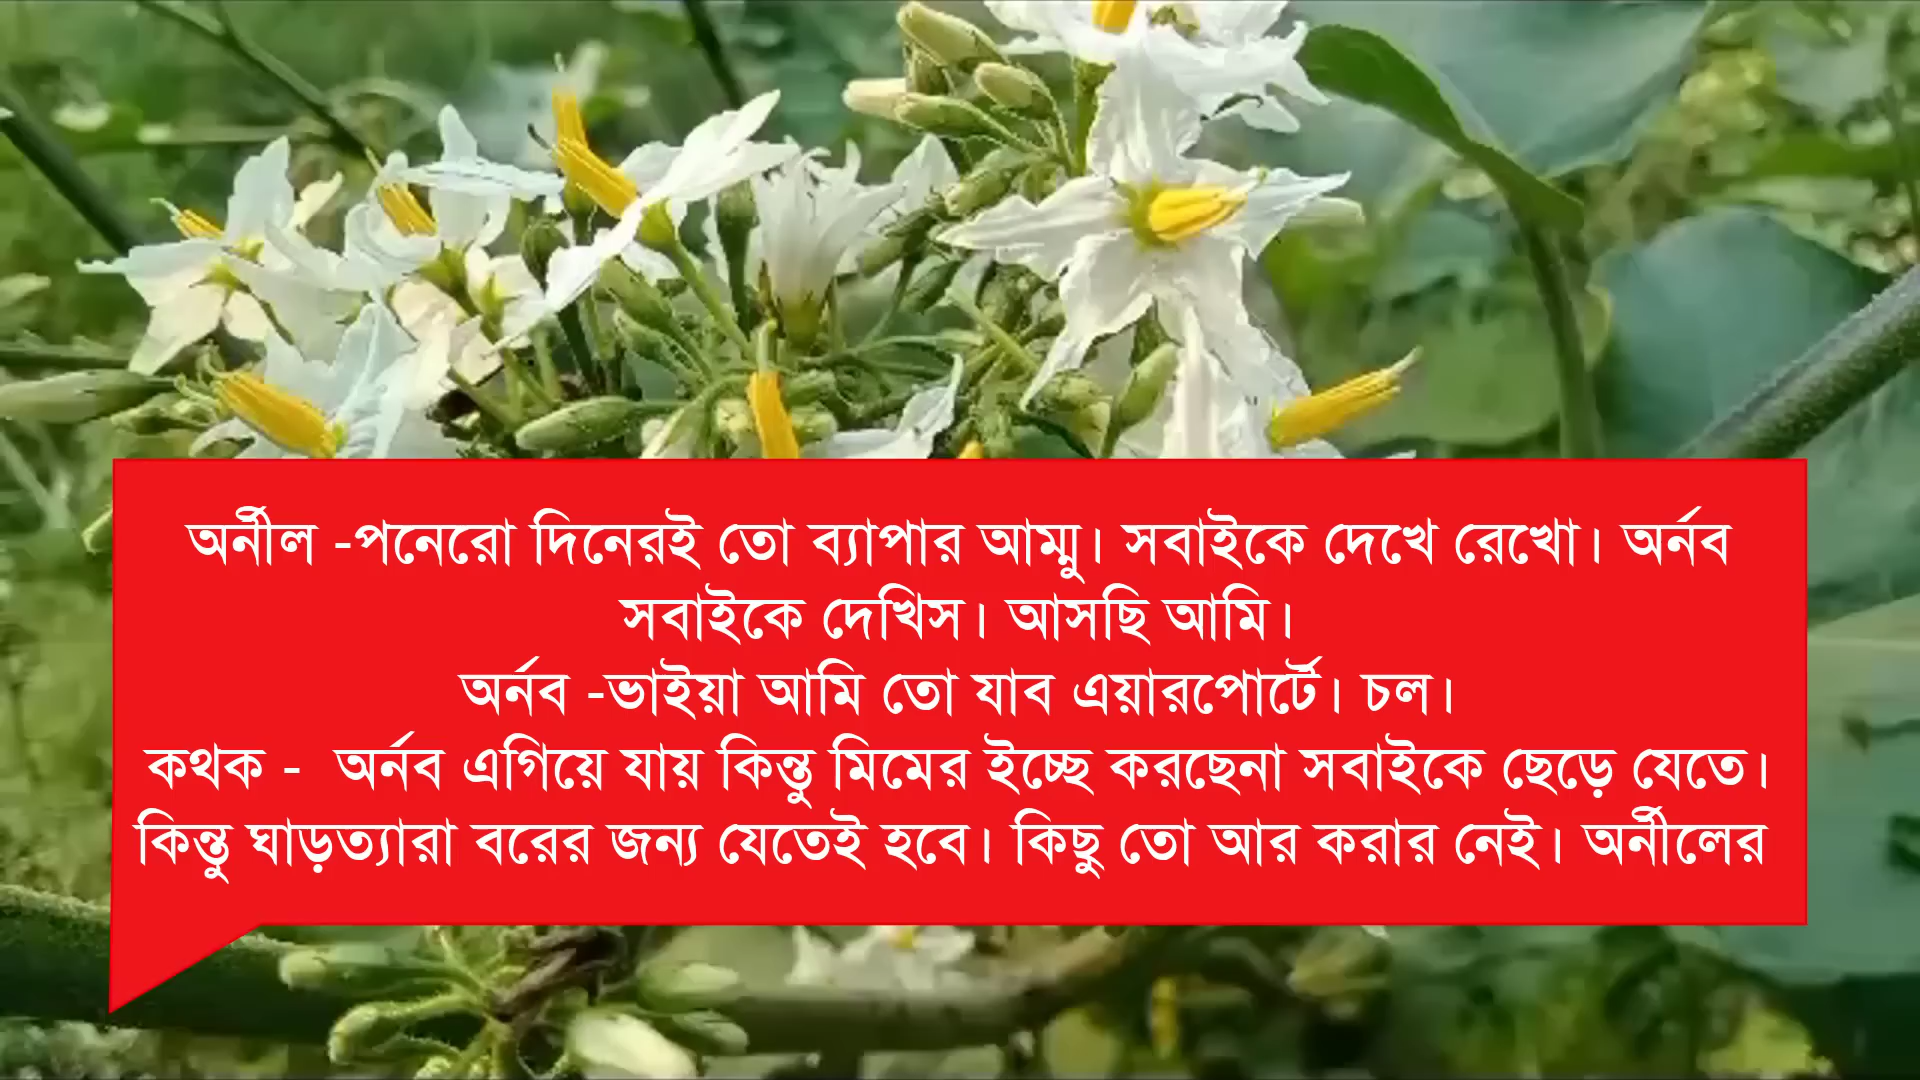 অর্নীল -পনেরো দিনেরই তো ব্যাপার আম্মু। সবাইকে দেখে রেখো। অর্নব
সবাইকে দেখিস। আসছি আমি।
অর্নব -ভাইয়া আমি তো যাব এয়ারপোর্টে। চল।
কথক - অর্নব এগিয়ে যায় কিন্তু মিমের ইচ্ছে করছেনা সবাইকে ছেড়ে যেতে।
কিন্তু ঘাড়ত্যারা বরের জন্য যেতেই হবে। কিছু তো আর করার নেই। অর্নীলের